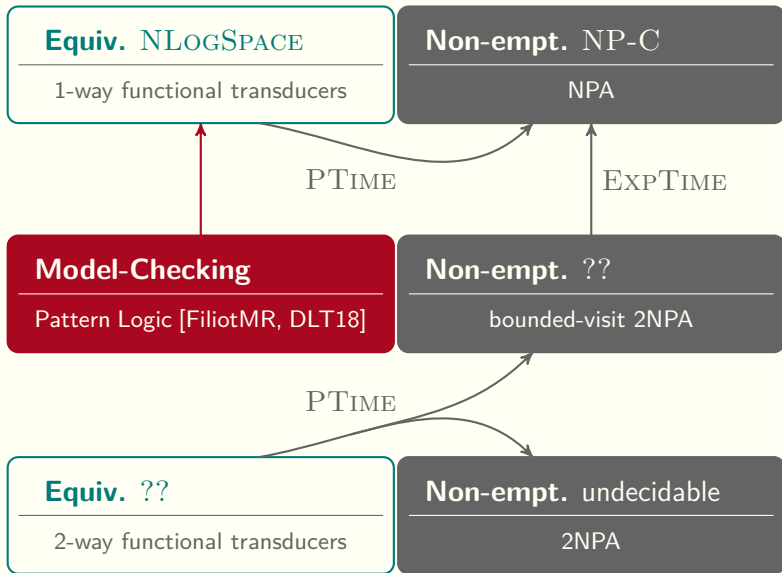 Equiv. NLogSpace
1-way functional transducers
Non-empt. NP-C
NPA
PTime
ExpTime
Model-Checking
Pattern Logic [FiliotMR, DLT18]
Non-empt. ??
bounded-visit 2NPA
PTime
Equiv. ??
2-way functional transducers
Non-empt. undecidable
2NPA